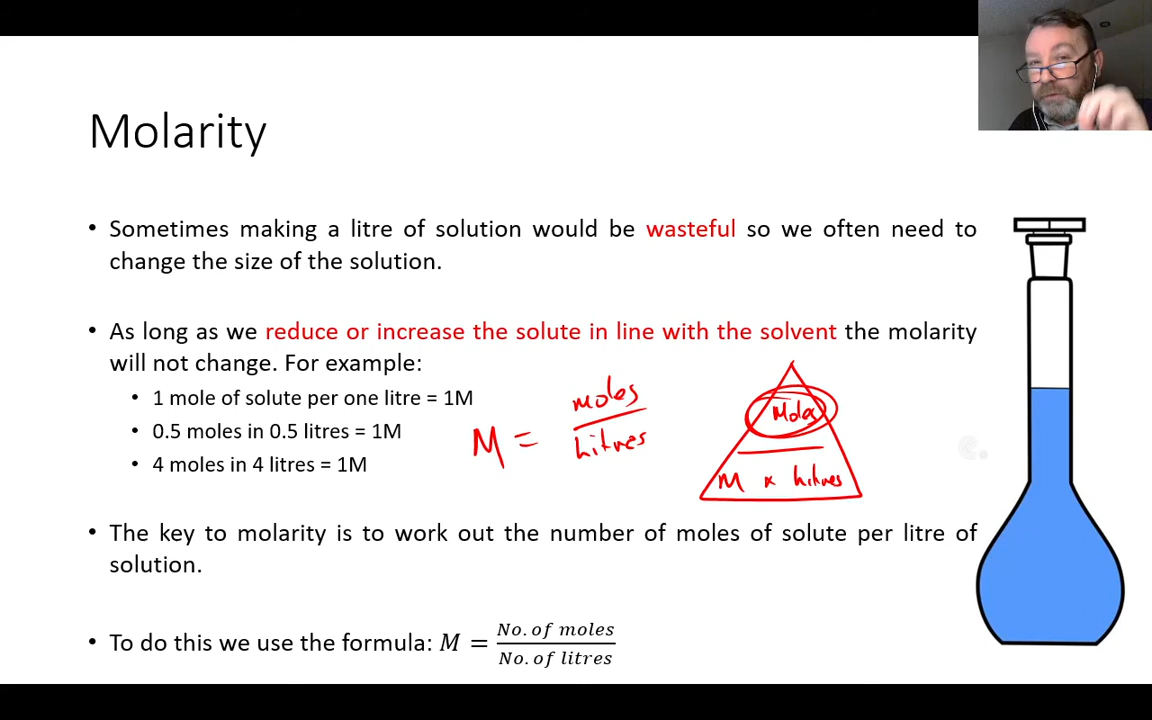 Molarity
• Sometimes making a litre of solution would be wasteful so we often need to
change the size of the solution.
• As long as we reduce or increase the solute in line with the solvent the molarity
will not change. For example:
• 1 mole of solute per one litre = 1M
• 0.5 moles in 0.5 litres = 1M
• 4 moles in 4 litres = 1M
M = moles
litres
Moles
M x litres
• The key to molarity is to work out the number of moles of solute per litre of
solution.
• To do this we use the formula: M = No. of moles
No. of litres